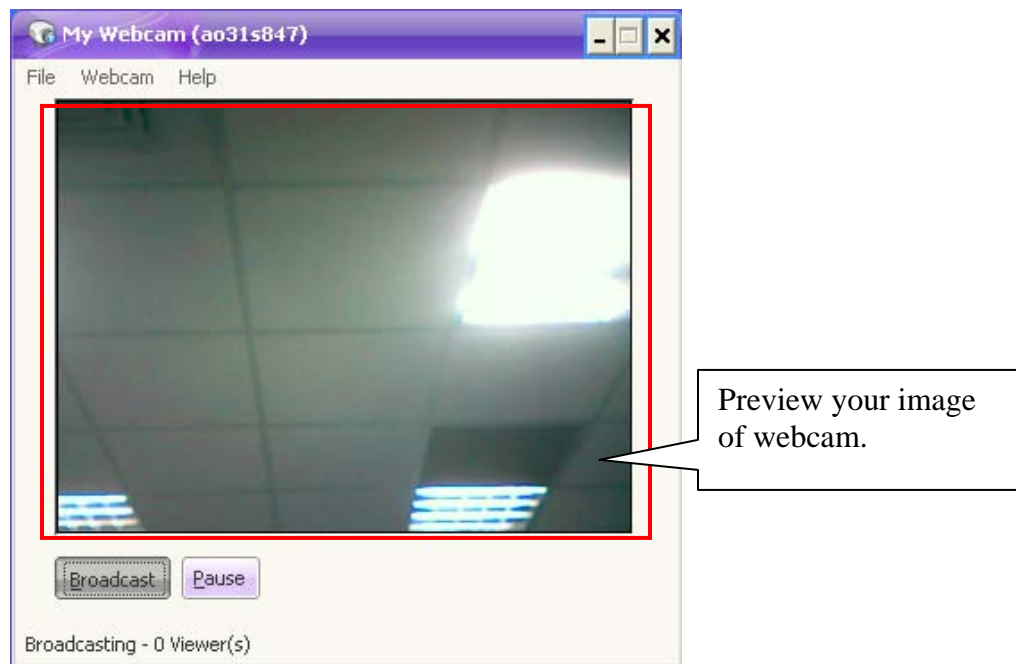 My Webcam (ao31s847)
File Webcam Help
Preview your image
of webcam.
Broadcast Pause
Broadcasting - 0 Viewer(s)